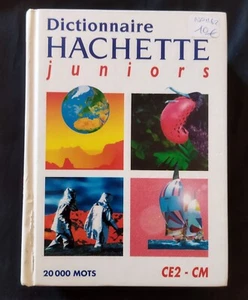 Dictionnaire
HACHETTE
juniors
20 000 MOTS
CE2 - CM